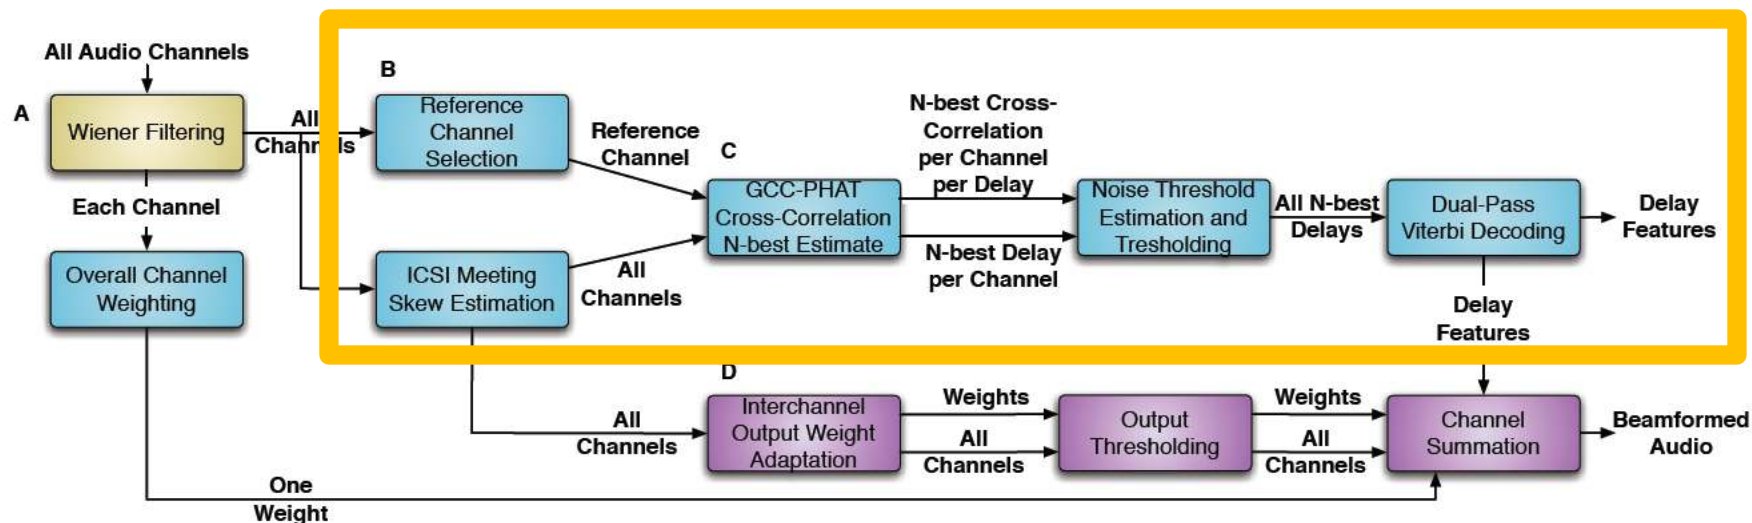 All Audio Channels
A
Wiener Filtering
All
Channels
Each Channel
Overall Channel
Weighting
One
Weight
B
Reference
Channel
Selection
Reference
Channel
ICSI Meeting
Skew Estimation
All
Channels
C
GCC-PHAT
Cross-Correlation
N-best Estimate
N-best Cross-
Correlation
per Channel
per Delay
N-best Delay
per Channel
Noise Threshold
Estimation and
Tresholding
All N-best
Delays
Dual-Pass
Viterbi Decoding
Delay
Features
Delay
Features
All
Channels
D
Interchannel
Output Weight
Adaptation
Weights
All
Channels
Output
Thresholding
Weights
All
Channels
Channel
Summation
Beamformed
Audio